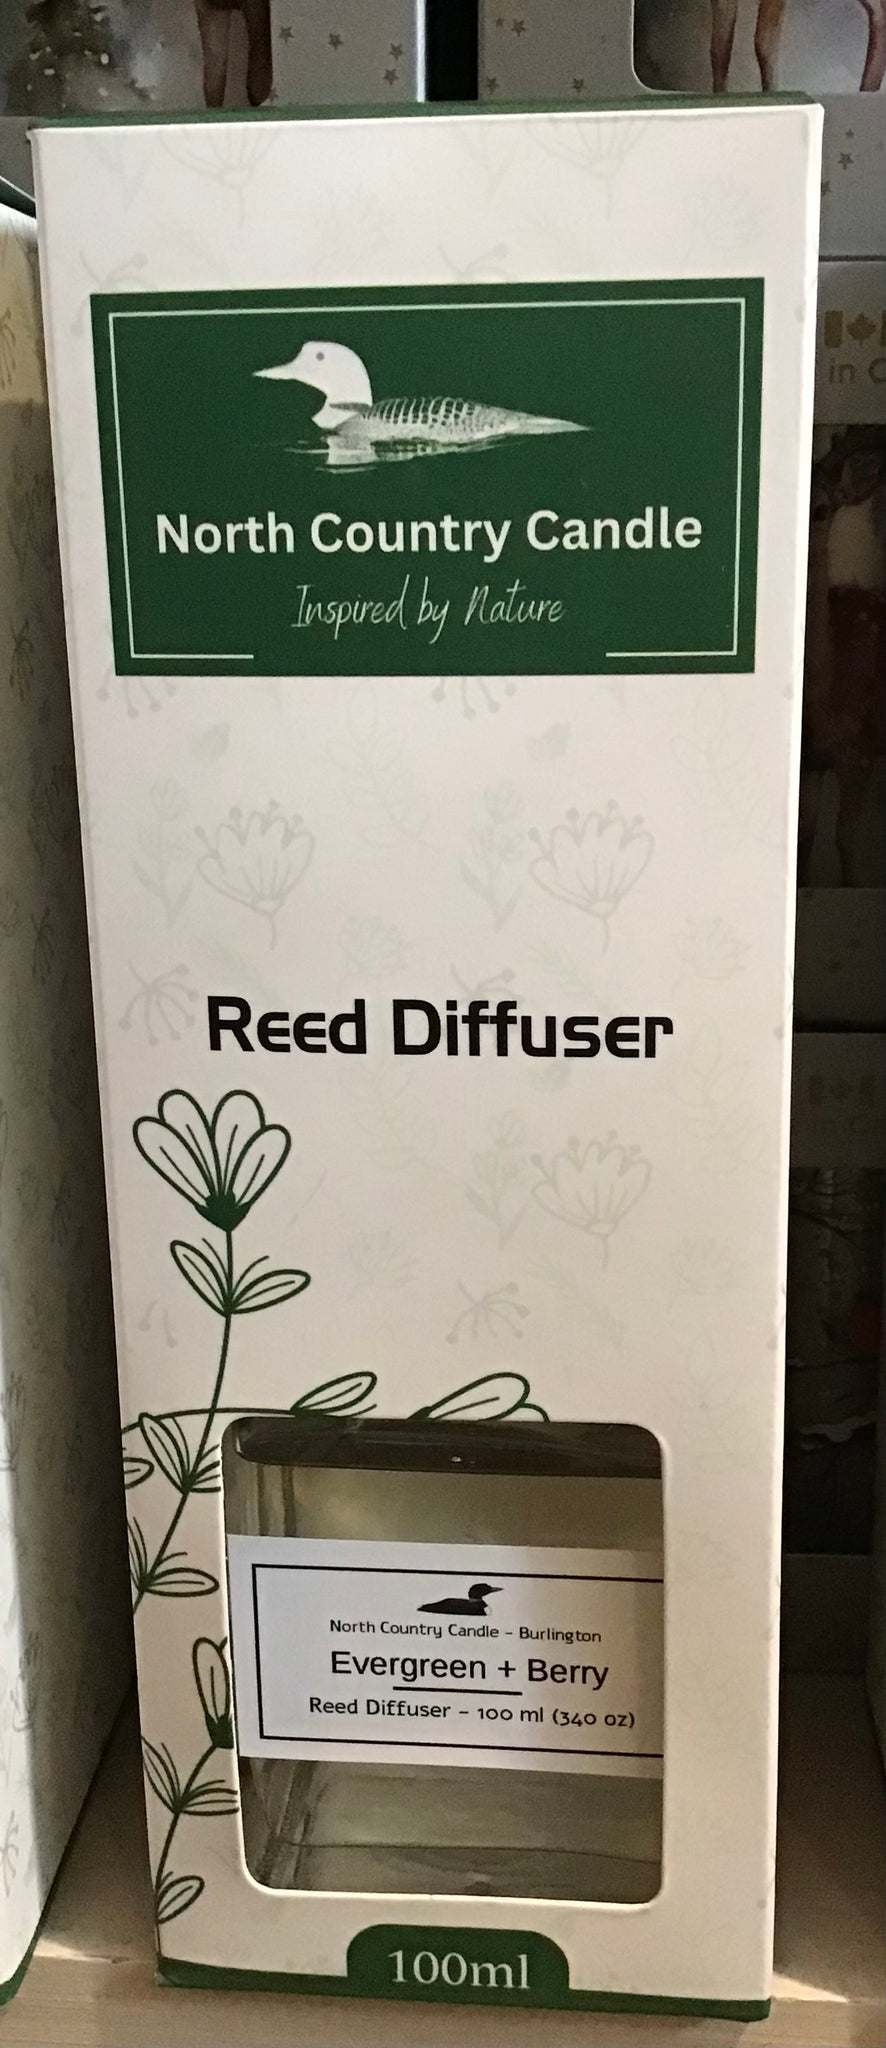 North Country Candle
Inspired by Nature
in C
Reed Diffuser
North Country Candle – Burlington
Evergreen + Berry
Reed Diffuser – 100 ml (340 oz)
100ml